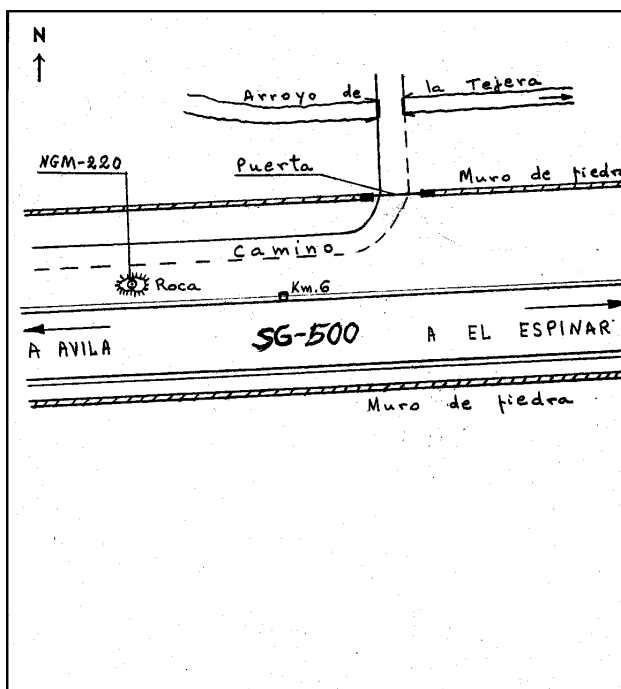 N
Arroyo de la Tejera
NGM-220
Puerta
Muro de piedra
Camino
Roca
Km.6
A AVILA
SG-500
A EL ESPINAR
Muro de piedra